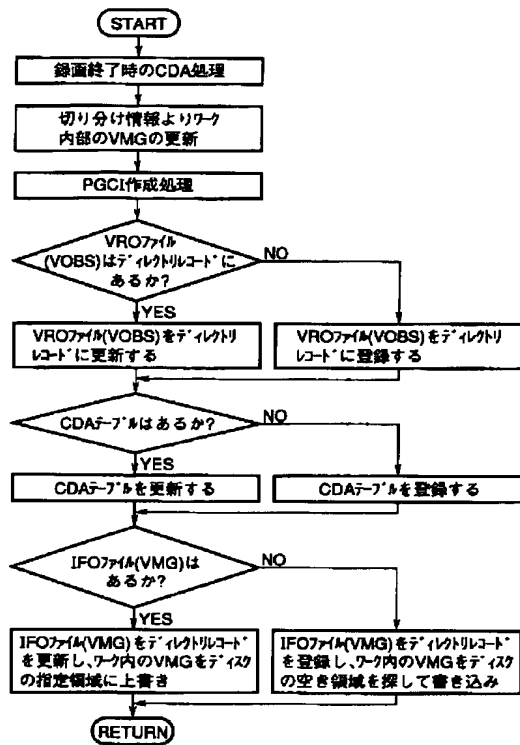 START
録画終了時のCDA処理
切り分け情報よりワーク
内部のVMGの更新
PGCI作成処理
VROファイル
(VOBS)はディレクトリレコードに
あるか?
NO
YES
VROファイル(VOBS)をディレクトリ
レコードに更新する
VROファイル(VOBS)をディレクトリ
レコードに登録する
CDAテーブルはあるか?
NO
YES
CDAテーブルを更新する
CDAテーブルを登録する
IFOファイル(VMG)は
あるか?
NO
YES
IFOファイル(VMG)をディレクトリレコード
を更新し、ワーク内のVMGをディスク
の指定領域に上書き
IFOファイル(VMG)をディレクトリレコード
を登録し、ワーク内のVMGをディスク
の空き領域を探して書き込み
RETURN